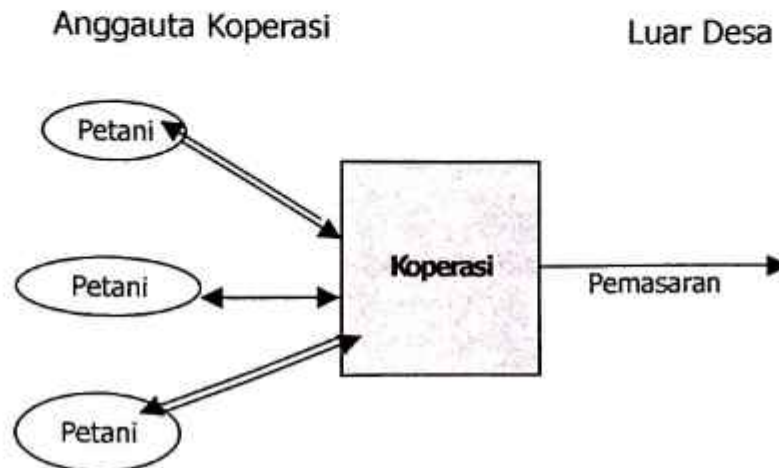 Anggauta Koperasi
Luar Desa
Petani
Petani
Koperasi
Pemasaran
Petani